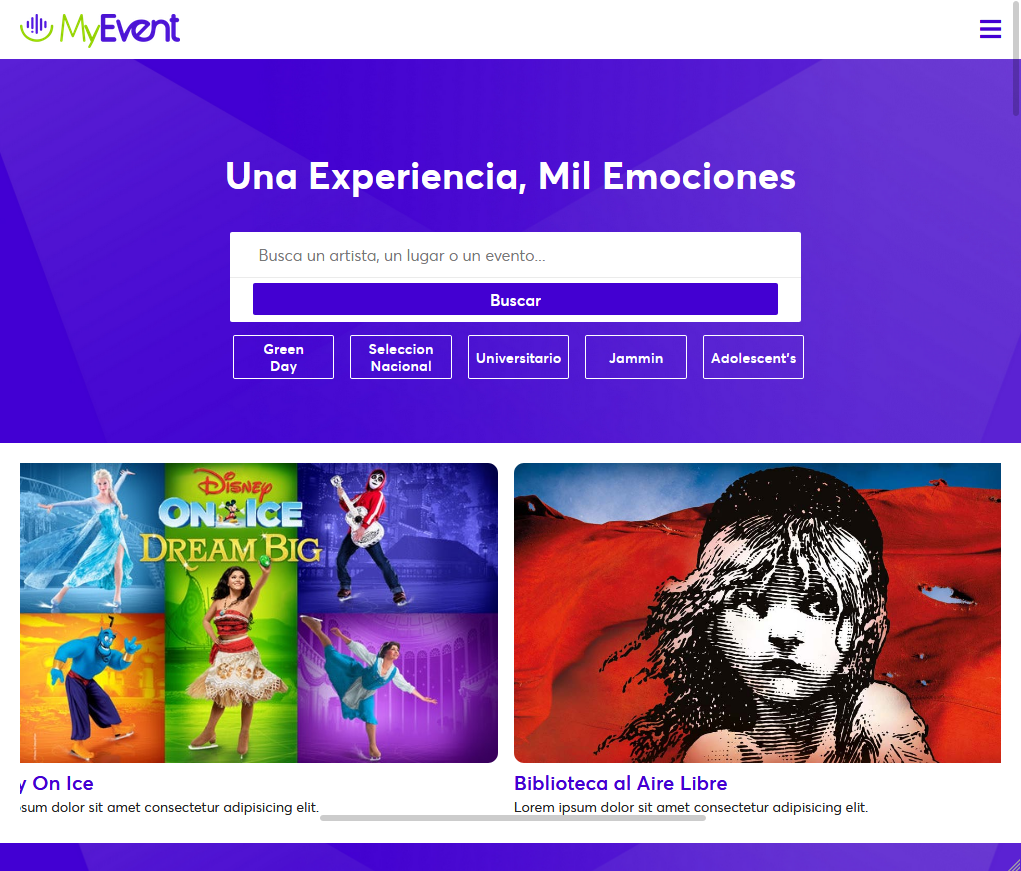 MyEvent
Una Experiencia, Mil Emociones
Busca un artista, un lugar o un evento...
Buscar
Green
Day
Seleccion
Nacional
Universitario
Jammin
Adolescent's
Disney
ON ICE
DREAM BIG
y On Ice
sum dolor sit amet consectetur adipisicing elit.
Biblioteca al Aire Libre
Lorem ipsum dolor sit amet consectetur adipisicing elit.